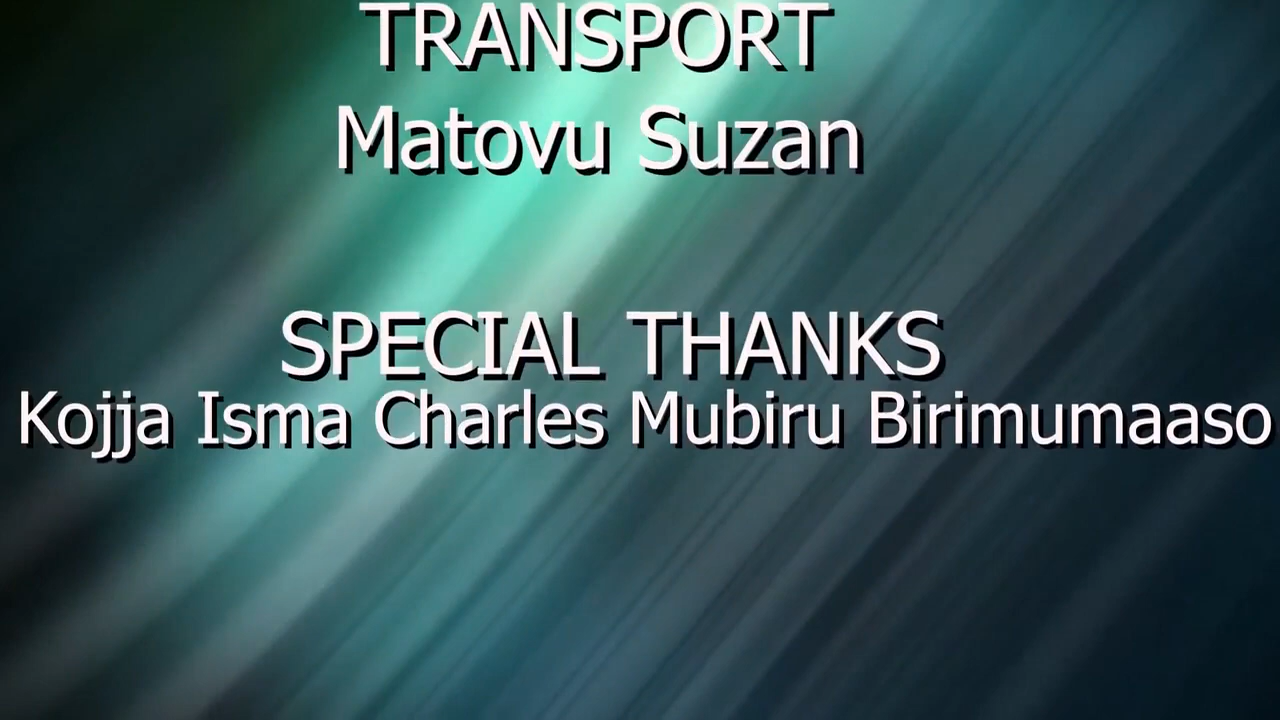 TRANSPORT
Matovu Suzan
SPECIAL THANKS
Kojja Isma Charles Mubiru Birimumaaso